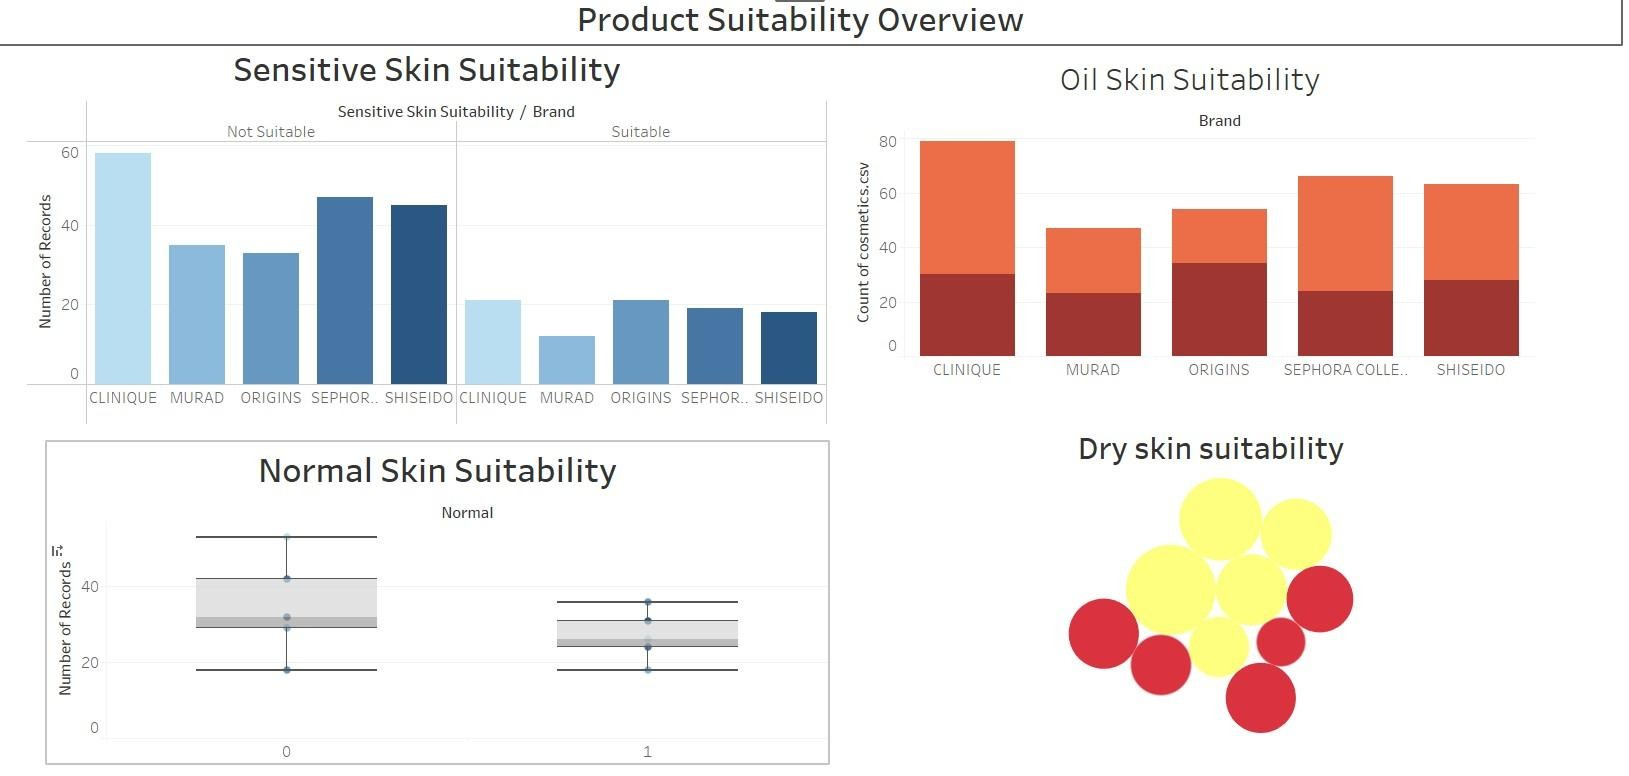 Product Suitability Overview
Sensitive Skin Suitability
Sensitive Skin Suitability / Brand
Not Suitable Suitable
Number of Records
60
40
20
0
CLINIQUE MURAD ORIGINS SEPHOR.. SHISEIDO CLINIQUE MURAD ORIGINS SEPHOR.. SHISEIDO
Oil Skin Suitability
Brand
Count of cosmetics.csv
80
60
40
20
0
CLINIQUE MURAD ORIGINS SEPHORA COLLE.. SHISEIDO
Normal Skin Suitability
Normal
Number of Records
40
20
0
0 1
Dry skin suitability